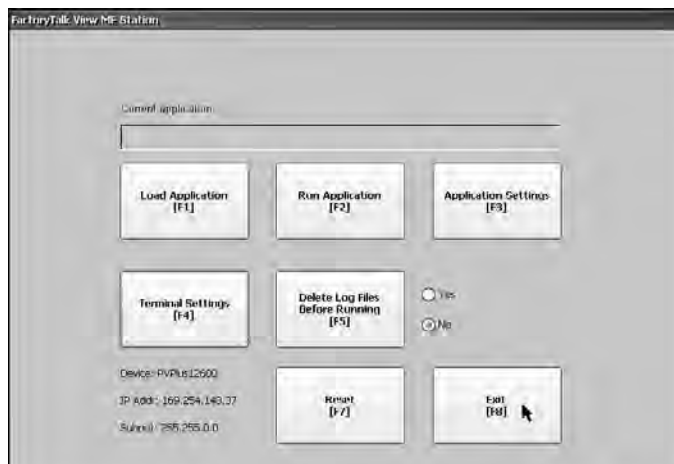 FactoryTalk View ME Station
Current application:
Load Application
[F1]
Run Application
[F2]
Application Settings
[F3]
Terminal Settings
[F4]
Delete Log Files
Before Running
[F5]
Yes
No
Device: PVPlus12600
IP Addr: 169.254.143.37
Subnet: 255.255.0.0
Reset
[F7]
Exit
[F8]